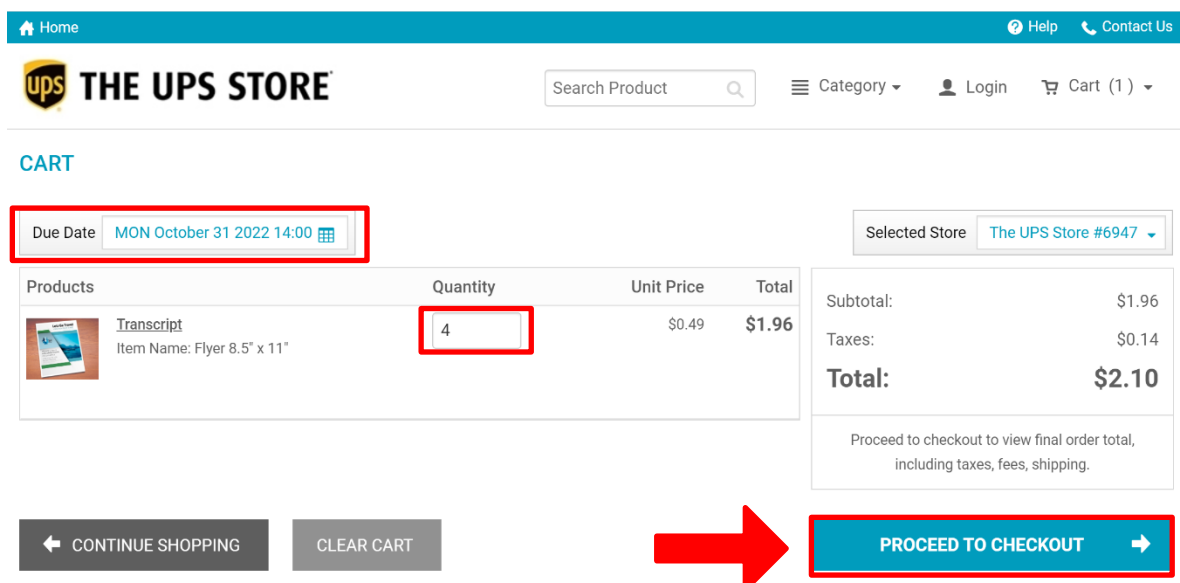 Home
Help Contact Us
ups THE UPS STORE
Search Product
Category Login Cart (1)
CART
Due Date MON October 31 2022 14:00
Selected Store The UPS Store #6947
Products Quantity Unit Price Total
Transcript 4 $0.49 $1.96
Item Name: Flyer 8.5" x 11"
Subtotal: $1.96
Taxes: $0.14
Total: $2.10
Proceed to checkout to view final order total,
including taxes, fees, shipping.
CONTINUE SHOPPING CLEAR CART PROCEED TO CHECKOUT